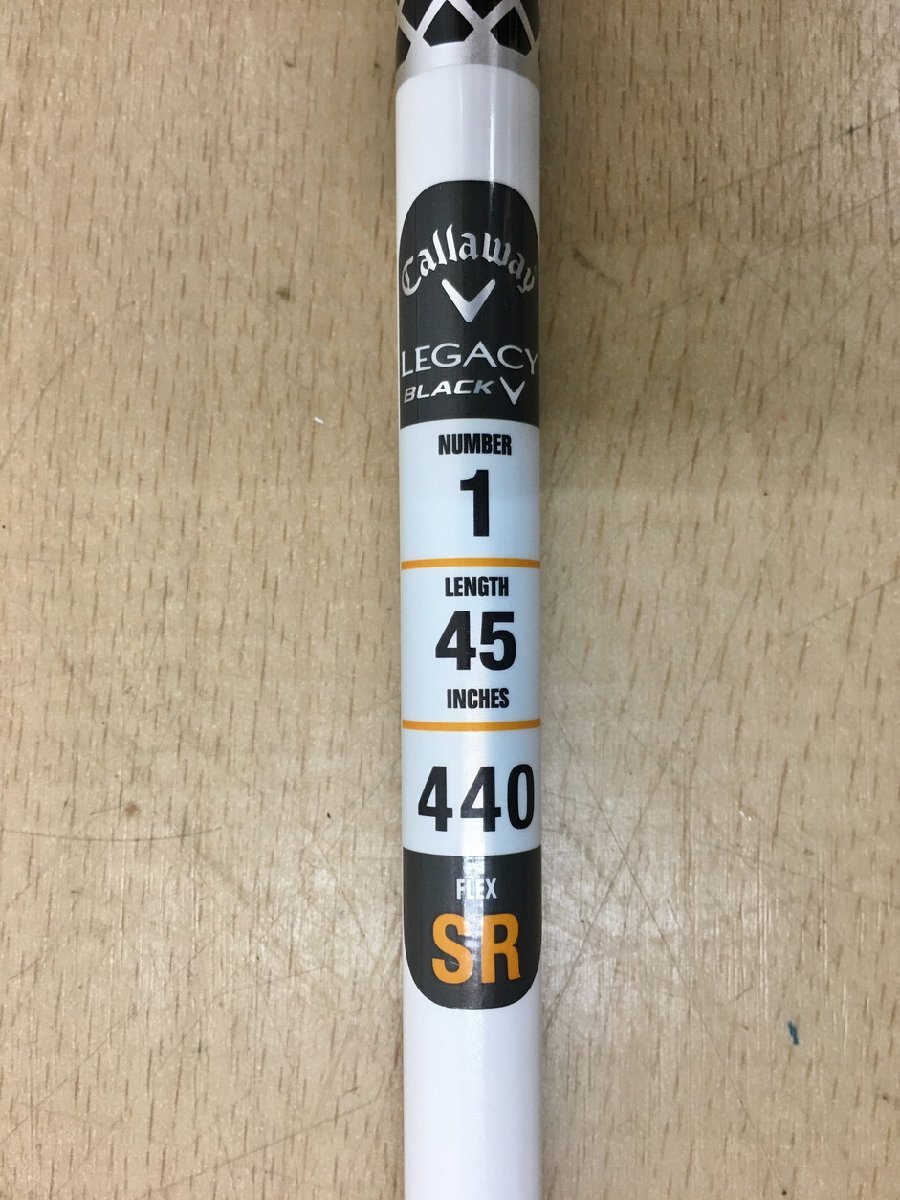 Callaway
LEGACY
BLACK
NUMBER
1
LENGTH
45
INCHES
440
FLEX
SR